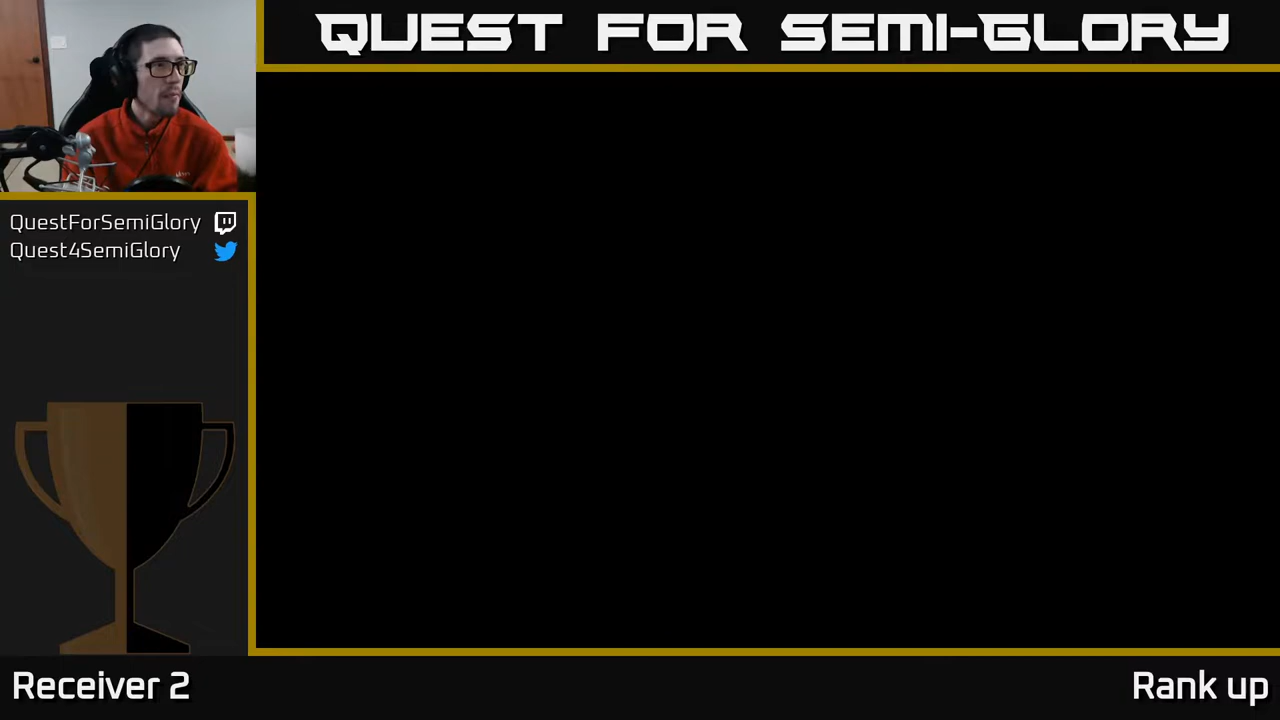 QUEST FOR SEMI-GLORY
QuestForSemiGlory
Quest4SemiGlory
Receiver 2
Rank up